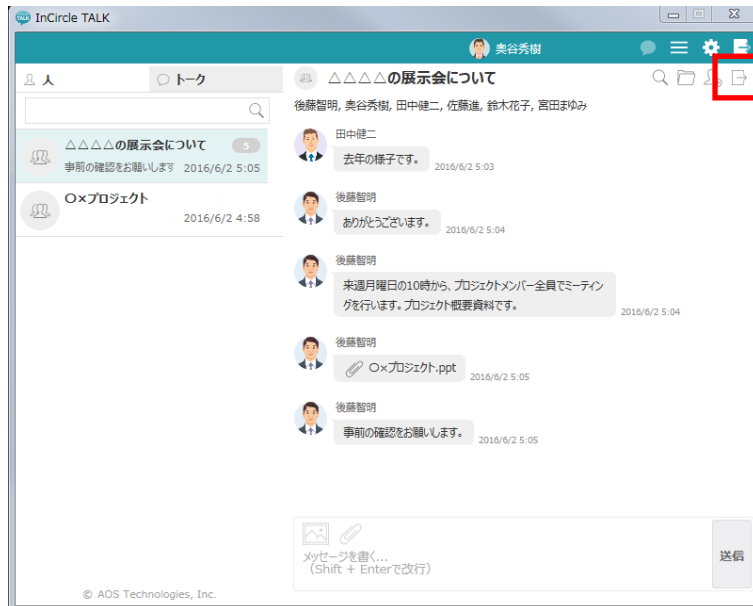 InCircle TALK
奥谷秀樹
人
トーク
△△△△の展示会について
後藤智明, 奥谷秀樹, 田中健二, 佐藤進, 鈴木花子, 宮田まゆみ
△△△△の展示会について 5
事前の確認をお願いします 2016/6/2 5:05
〇×プロジェクト
2016/6/2 4:58
田中健二
去年の様子です。 2016/6/2 5:03
後藤智明
ありがとうございます。 2016/6/2 5:04
後藤智明
来週月曜日の10時から、プロジェクトメンバー全員でミーティン
グを行います。プロジェクト概要資料です。 2016/6/2 5:04
後藤智明
〇×プロジェクト.ppt 2016/6/2 5:05
後藤智明
事前の確認をお願いします。 2016/6/2 5:05
メッセージを書く...
（Shift + Enterで改行）
送信
© AOS Technologies, Inc.